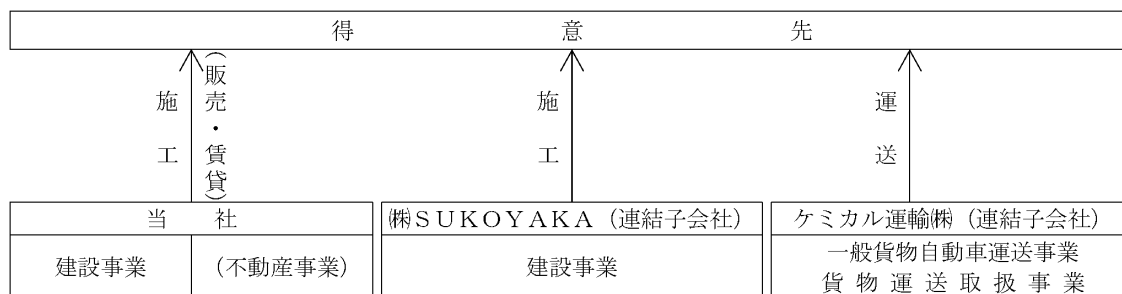 得意先
施工
(販売・賃貸)
施工
運送
当社
㈱SUKOYAKA(連結子会社)
ケミカル運輸㈱(連結子会社)
建設事業
(不動産事業)
建設事業
一般貨物自動車運送事業
貨物運送取扱事業